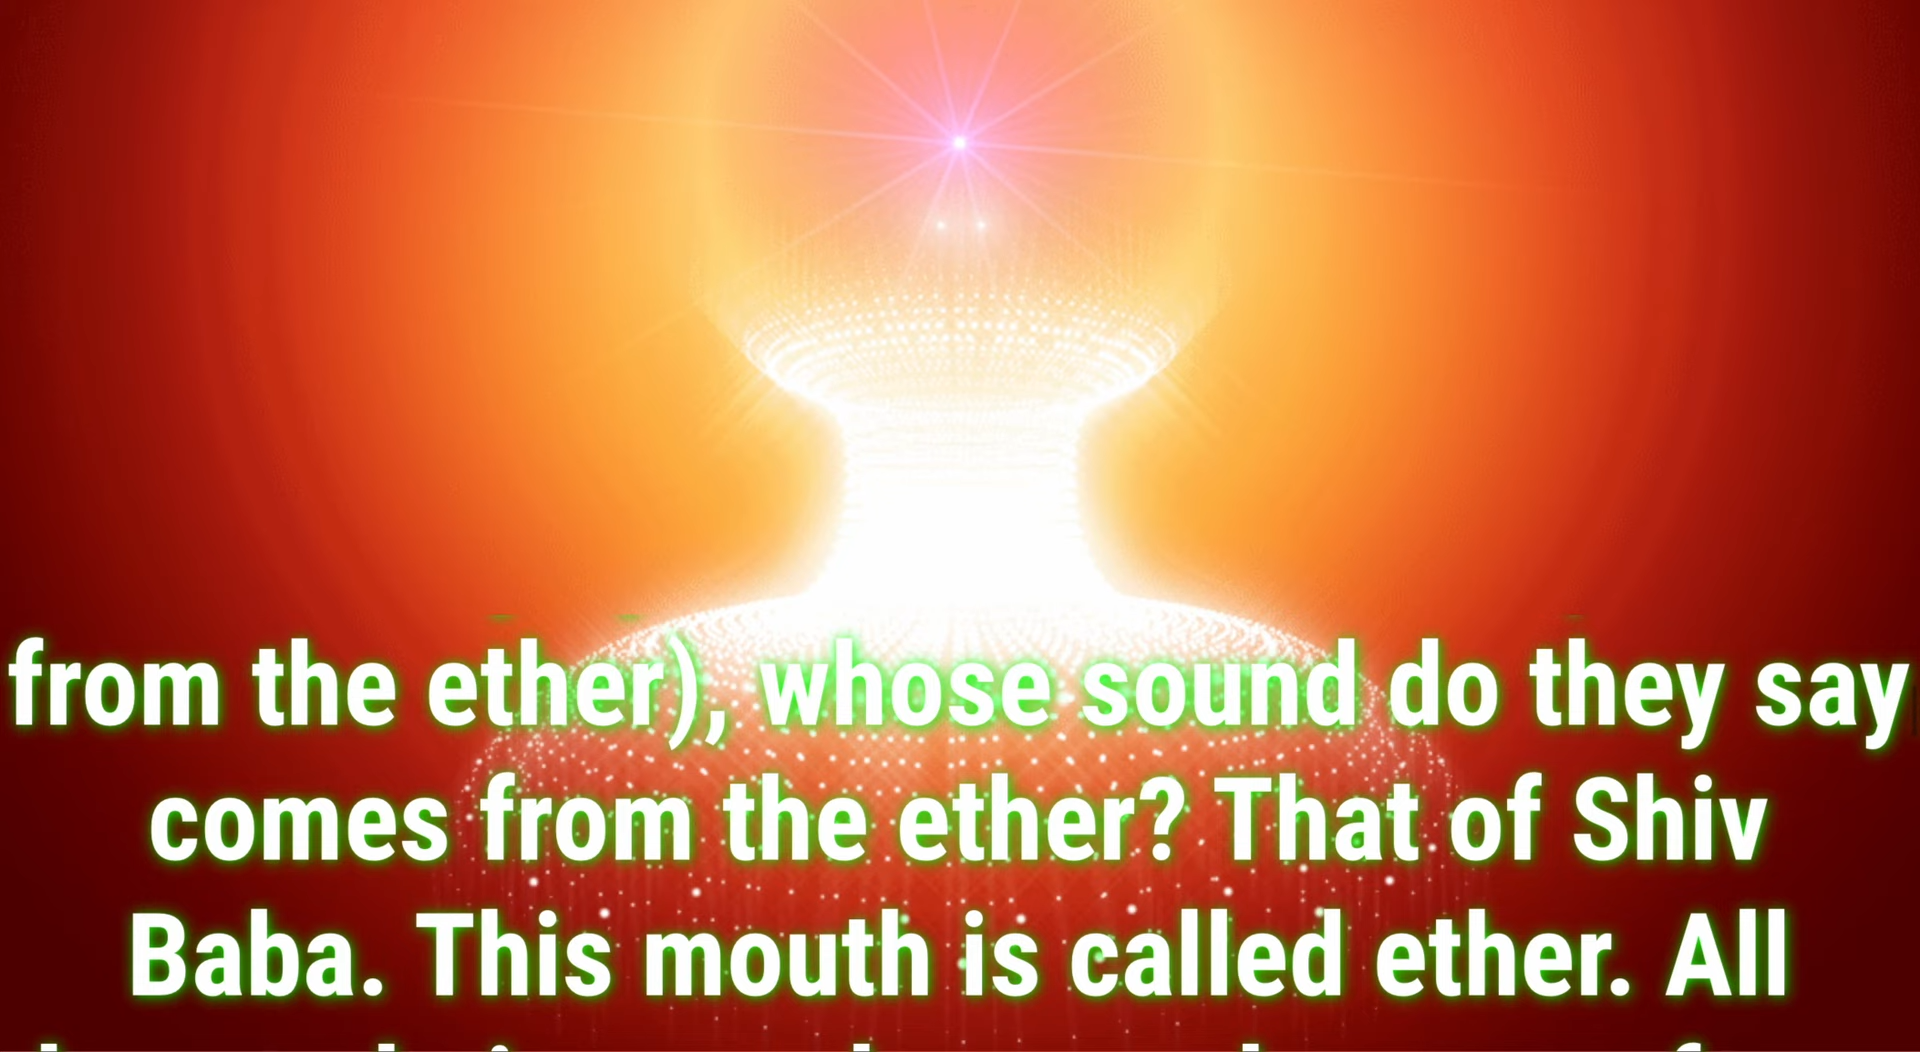 from the ether), whose sound do they say
comes from the ether? That of Shiv
Baba. This mouth is called ether. All